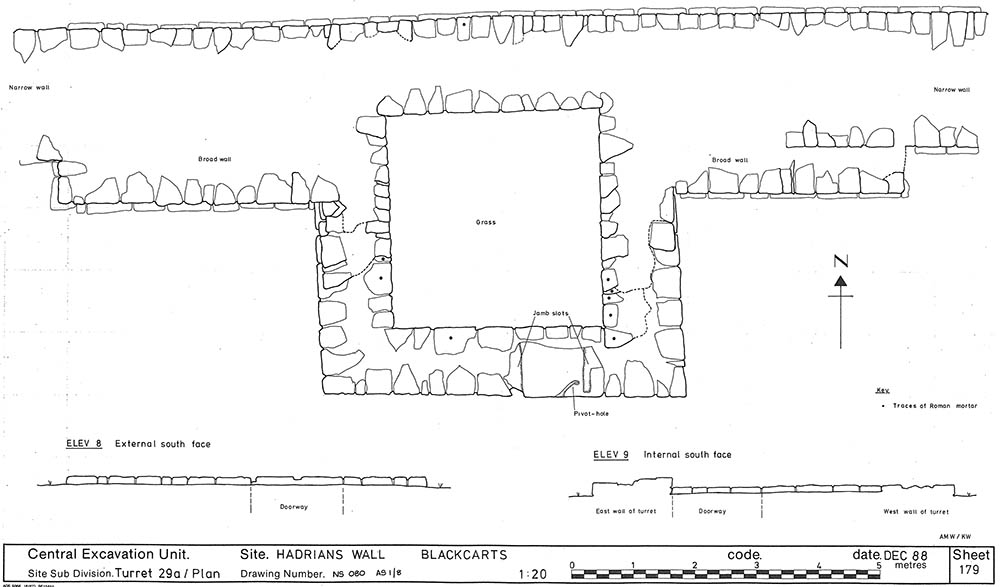 Narrow wall
Narrow wall
Broad wall
Broad wall
Grass
N
Jamb slots
Pivot-hole
Key
• Traces of Roman mortar
ELEV 8 External south face
Doorway
ELEV 9 Internal south face
East wall of turret
Doorway
West wall of turret
AMW/KW
Central Excavation Unit. Site. HADRIANS WALL BLACKCARTS code. date. DEC 88 Sheet
Site Sub Division. Turret 29a / Plan Drawing Number. NS 080 AS 1/8 1:20 0 1 2 3 4 5 metres 179